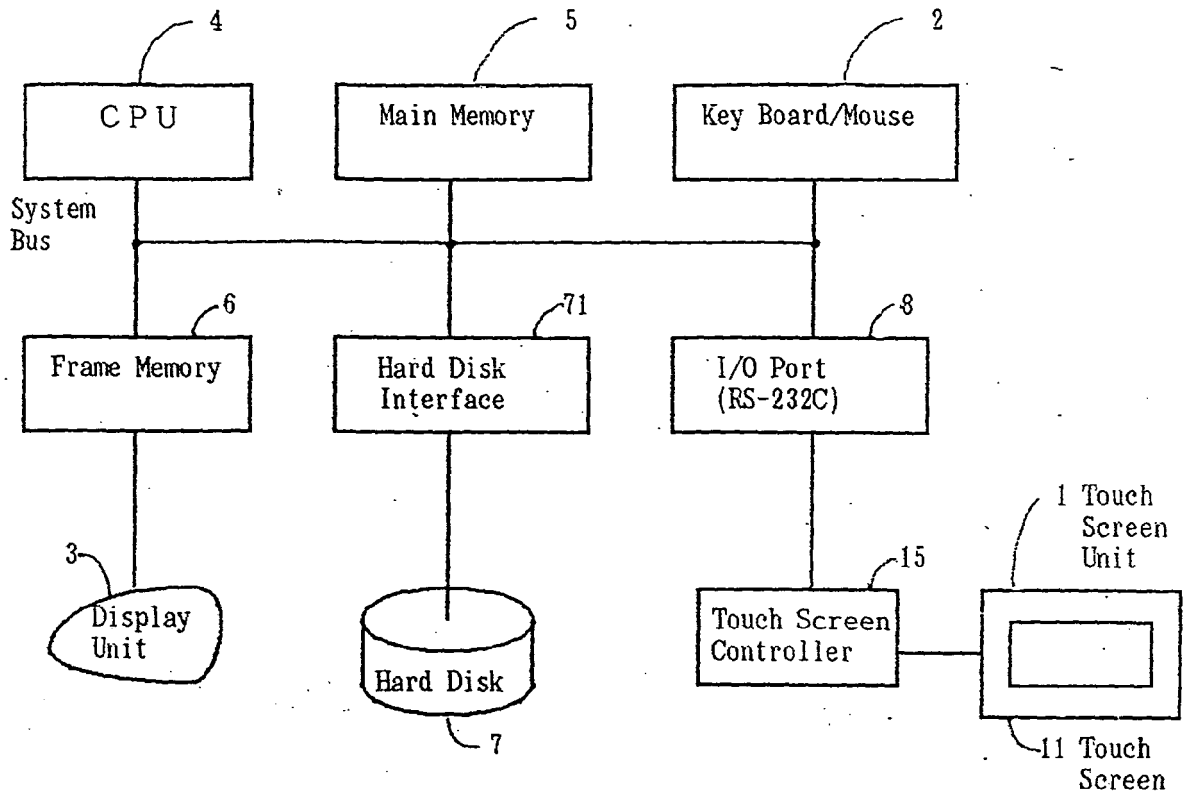 4
5
2
CPU
Main Memory
Key Board/Mouse
System
Bus
6
71
8
Frame Memory
Hard Disk
Interface
I/O Port
(RS-232C)
3
Display
Unit
Hard Disk
7
15
Touch Screen
Controller
1 Touch
Screen
Unit
11 Touch
Screen